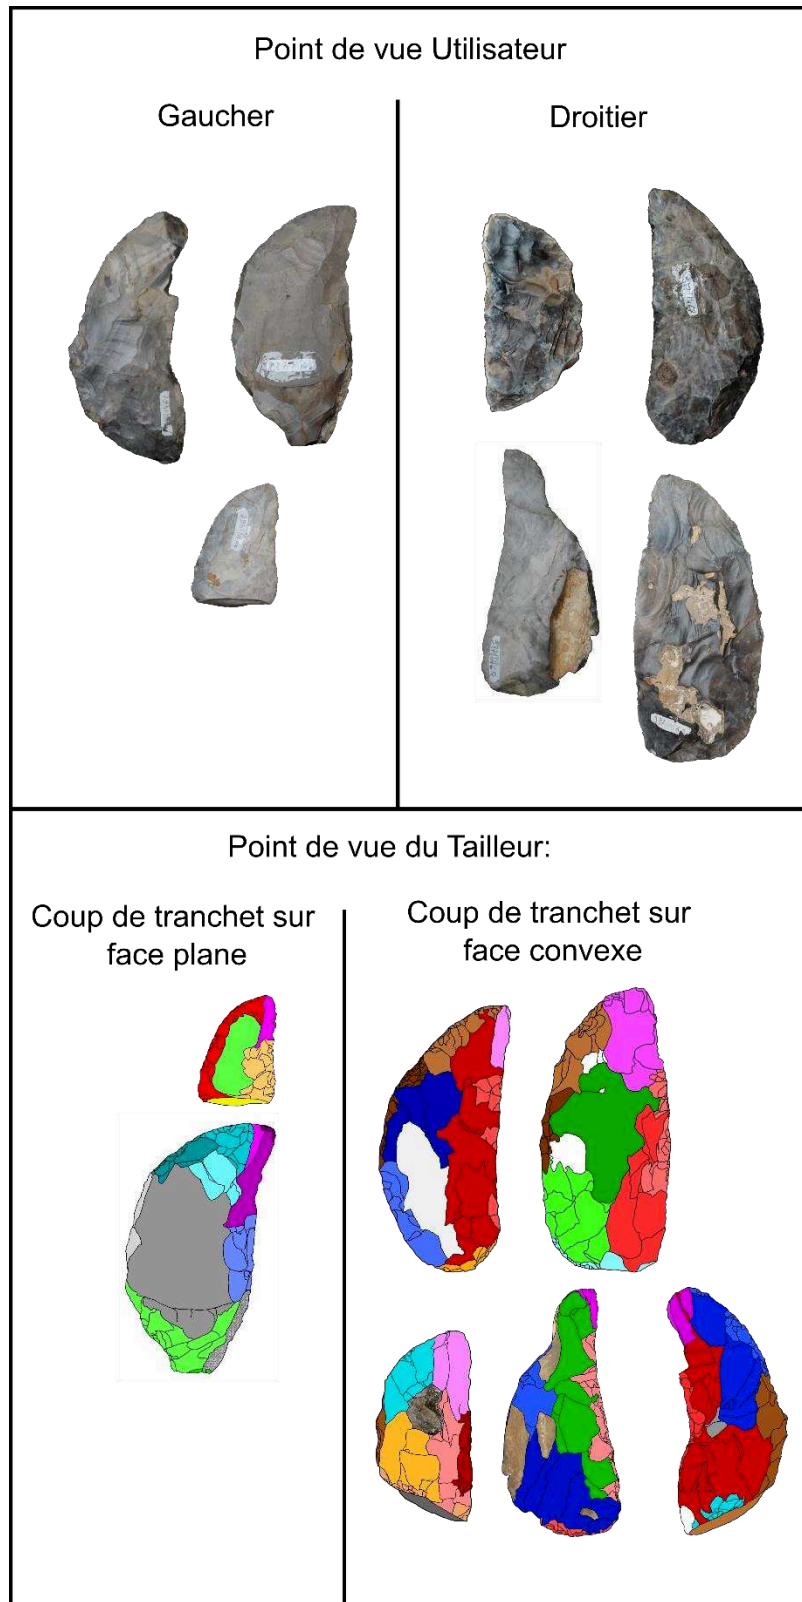 Point de vue Utilisateur
Gaucher
Droitier
Point de vue du Tailleur:
Coup de tranchet sur
face plane
Coup de tranchet sur
face convexe